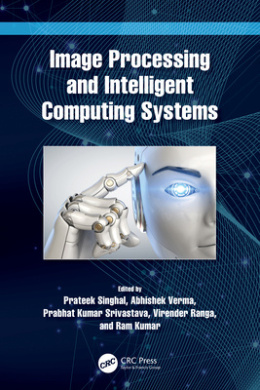 Image Processing
and Intelligent
Computing Systems
Edited by
Prateek Singhal, Abhishek Verma,
Prabhat Kumar Srivastava, Virender Ranga,
and Ram Kumar
CRC
CRC Press
Taylor & Francis Group